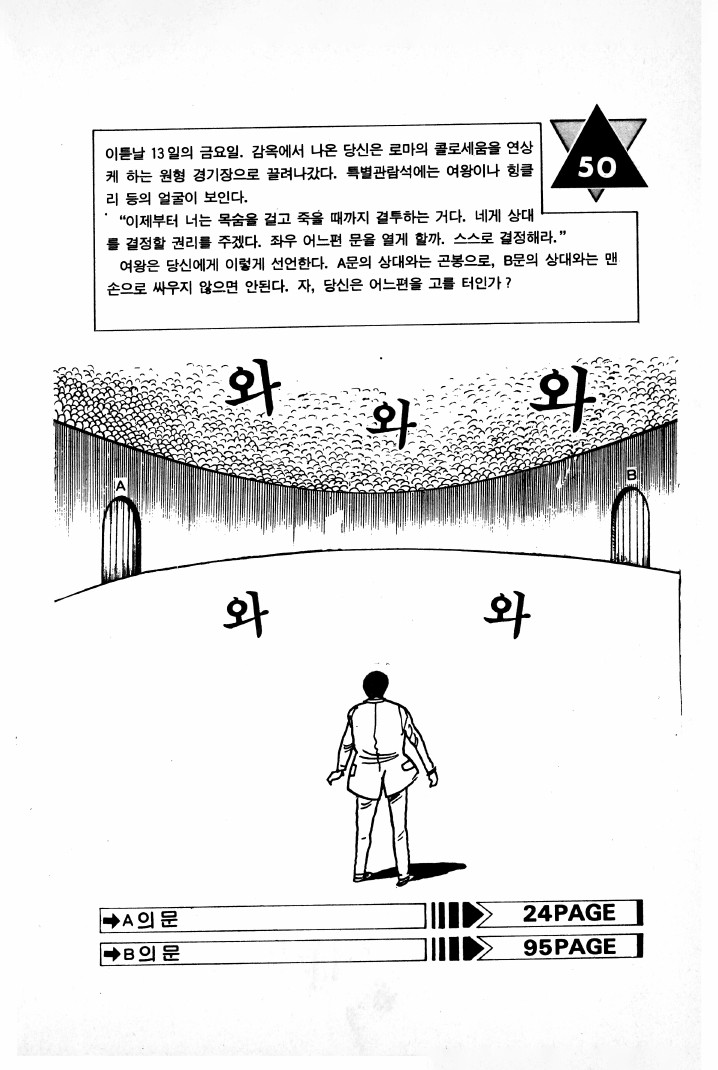 50
이튿날 13일의 금요일. 감옥에서 나온 당신은 로마의 콜로세움을 연상
케 하는 원형 경기장으로 끌려나갔다. 특별관람석에는 여왕이나 힝클
리 등의 얼굴이 보인다.
“이제부터 너는 목숨을 걸고 죽을 때까지 결투하는 거다. 네게 상대
를 결정할 권리를 주겠다. 좌우 어느편 문을 열게 할까. 스스로 결정해라.”
여왕은 당신에게 이렇게 선언한다. A문의 상대와는 곤봉으로, B문의 상대와는 맨
손으로 싸우지 않으면 안된다. 자, 당신은 어느편을 고를 터인가?
와
와
와
A
B
와
와
➡A의 문 24PAGE
➡B의 문 95PAGE